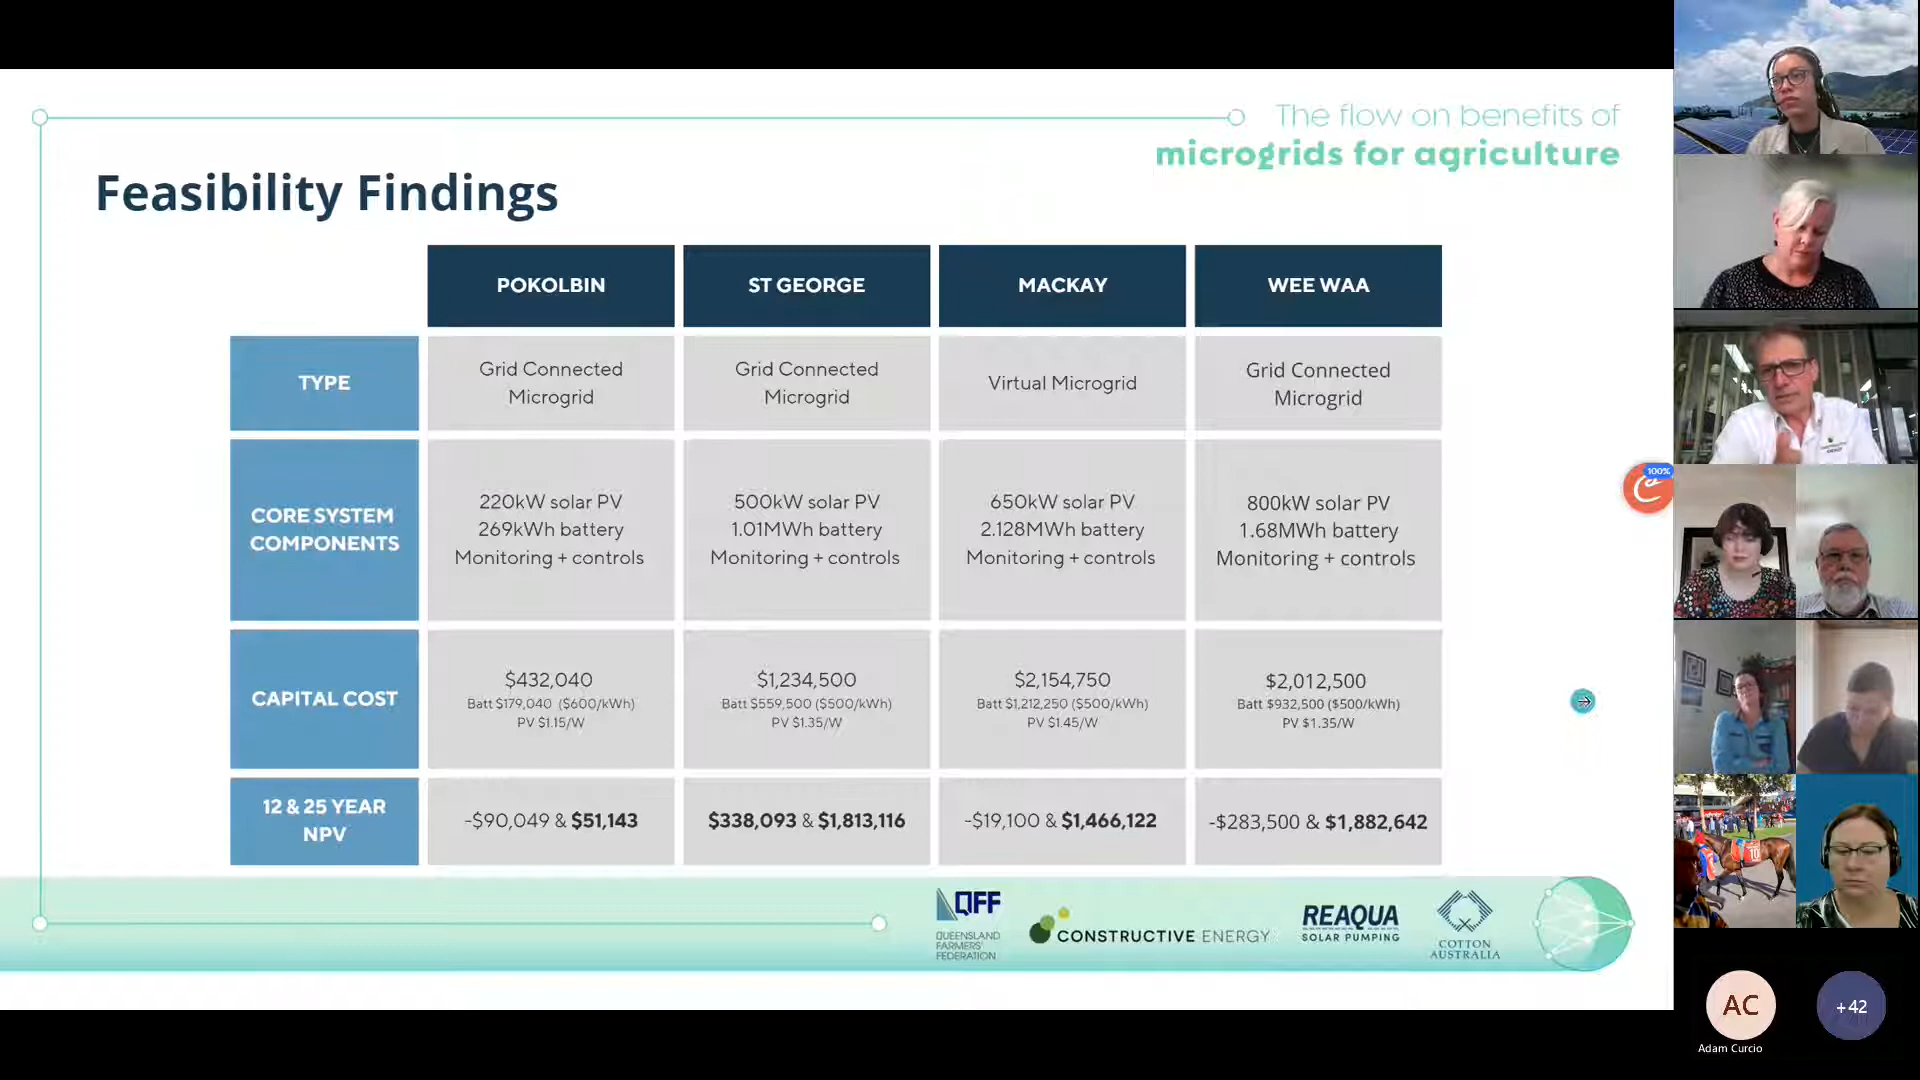 The flow on benefits of
microgrids for agriculture
Feasibility Findings
POKOLBIN
ST GEORGE
MACKAY
WEE WAA
TYPE
Grid Connected
Microgrid
Grid Connected
Microgrid
Virtual Microgrid
Grid Connected
Microgrid
CORE SYSTEM
COMPONENTS
220kW solar PV
269kWh battery
Monitoring + controls
500kW solar PV
1.01MWh battery
Monitoring + controls
650kW solar PV
2.128MWh battery
Monitoring + controls
800kW solar PV
1.68MWh battery
Monitoring + controls
CAPITAL COST
$432,040
Batt $179,040 ($600/kWh)
PV $1.15/W
$1,234,500
Batt $559,500 ($500/kWh)
PV $1.35/W
$2,154,750
Batt $1,212,250 ($500/kWh)
PV $1.45/W
$2,012,500
Batt $932,500 ($500/kWh)
PV $1.35/W
12 & 25 YEAR
NPV
-$90,049 & $51,143
$338,093 & $1,813,116
-$19,100 & $1,466,122
-$283,500 & $1,882,642
QFF
QUEENSLAND
FARMERS'
FEDERATION
CONSTRUCTIVE ENERGY
REAQUA
SOLAR PUMPING
COTTON
AUSTRALIA
100%
10
AC
+42
Adam Curcio